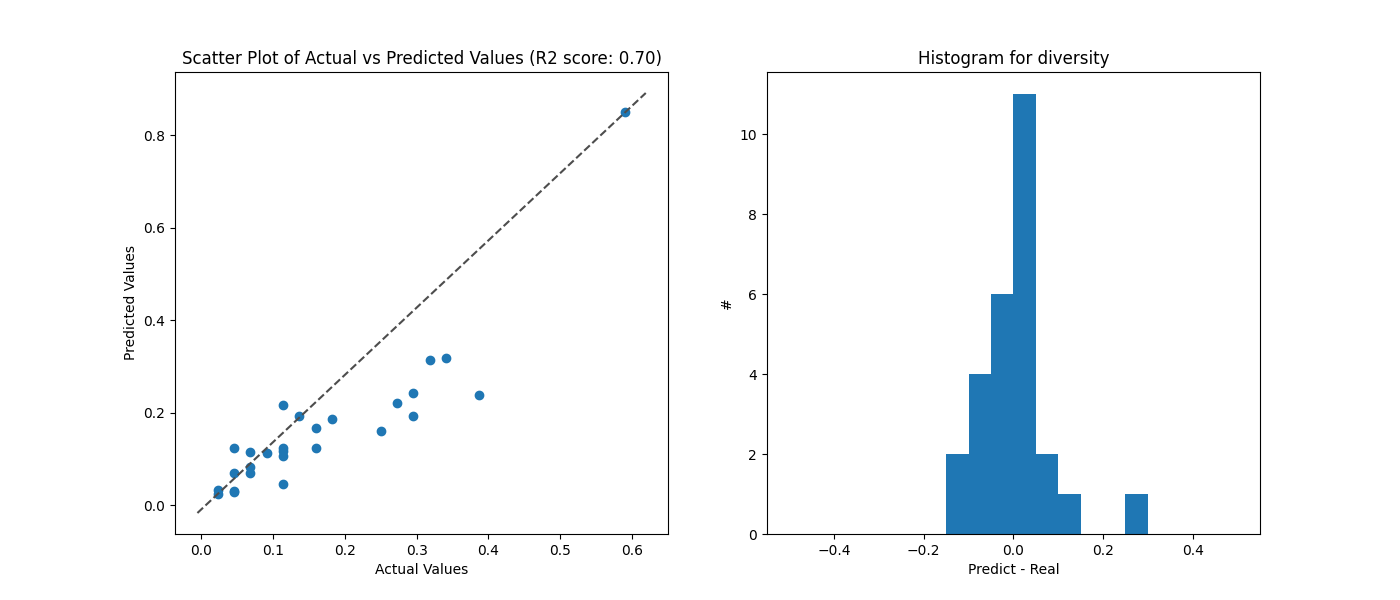 Scatter Plot of Actual vs Predicted Values (R2 score: 0.70)
Predicted Values
0.8
0.6
0.4
0.2
0.0
0.0 0.1 0.2 0.3 0.4 0.5 0.6
Actual Values
Histogram for diversity
#
10
8
6
4
2
0
−0.4 −0.2 0.0 0.2 0.4
Predict - Real